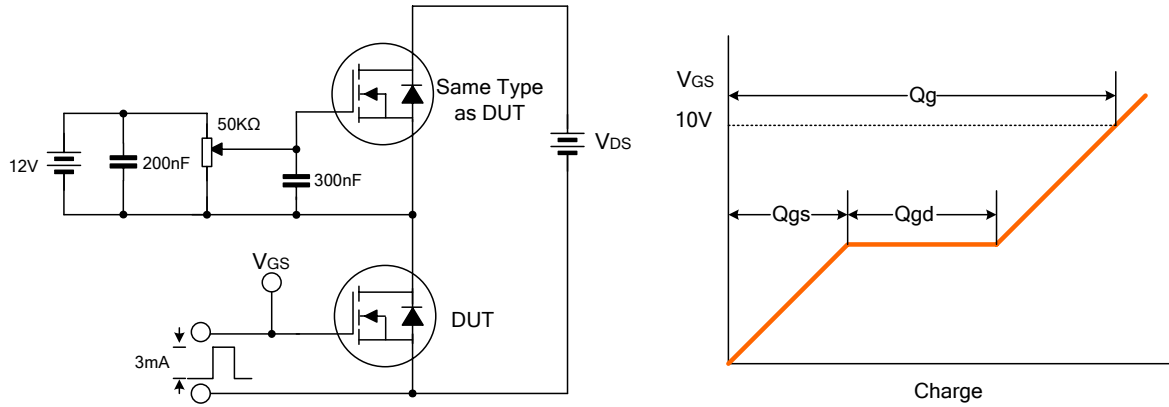 Same Type
as DUT
12V
200nF
50KΩ
300nF
VDS
VGS
DUT
3mA
VGS
10V
Qg
Qgs
Qgd
Charge